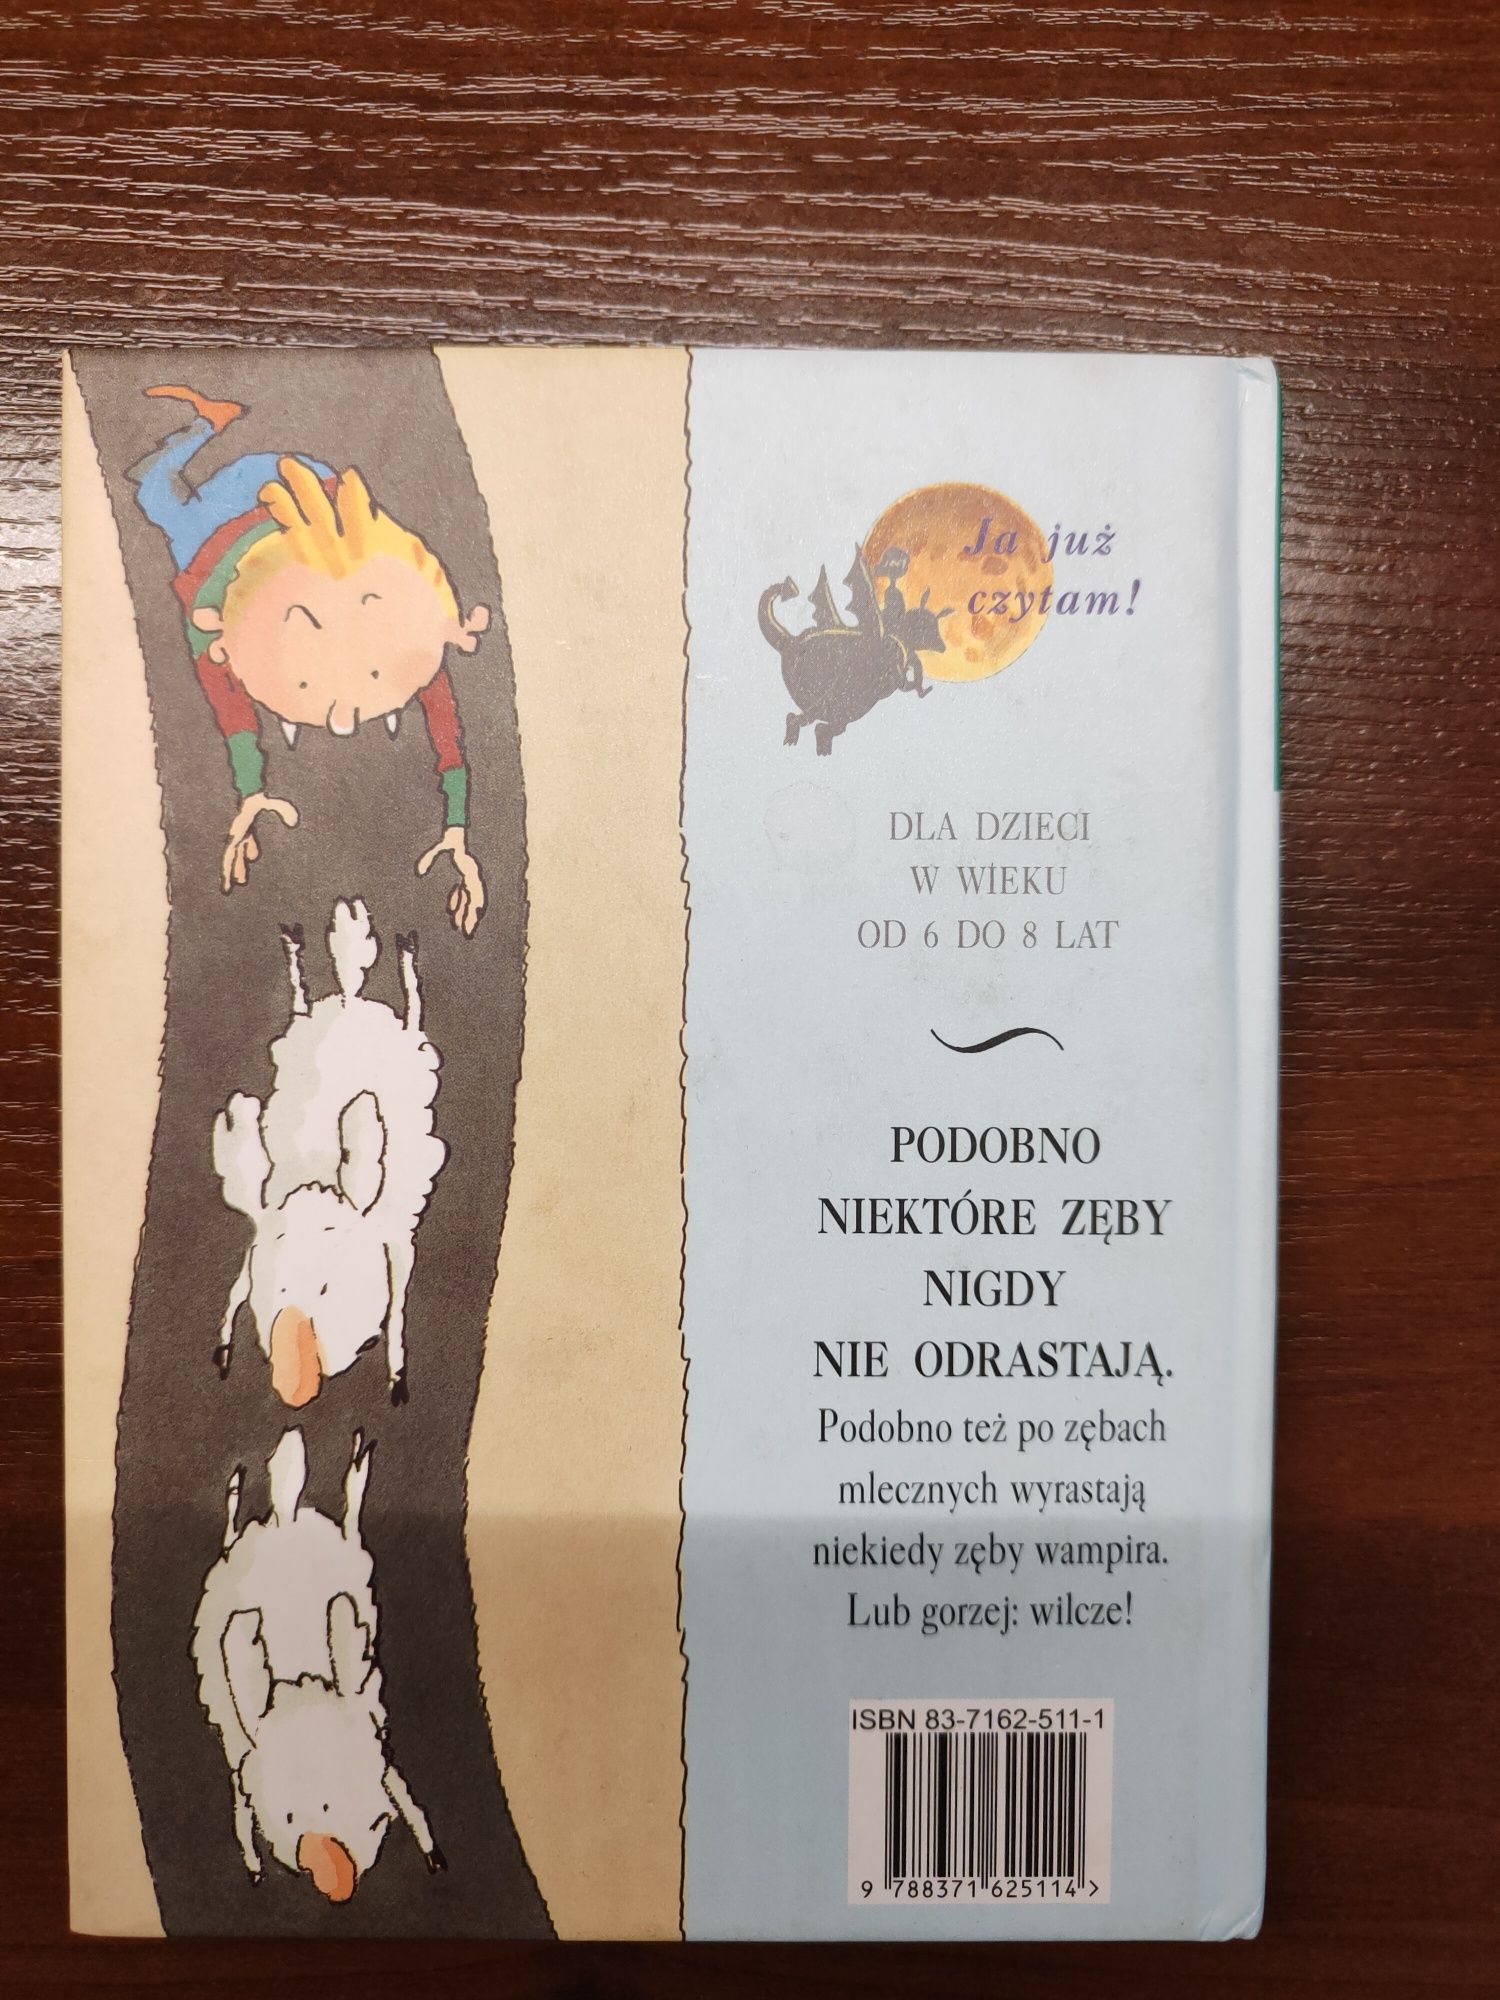 Ja już
czytam!
DLA DZIECI
W WIEKU
OD 6 DO 8 LAT
PODOBNO
NIEKTÓRE ZĘBY
NIGDY
NIE ODRASTAJĄ.
Podobno też po zębach
mlecznych wyrastają
niekiedy zęby wampira.
Lub gorzej: wilcze!
ISBN 83-7162-511-1
9 788371 625114 >